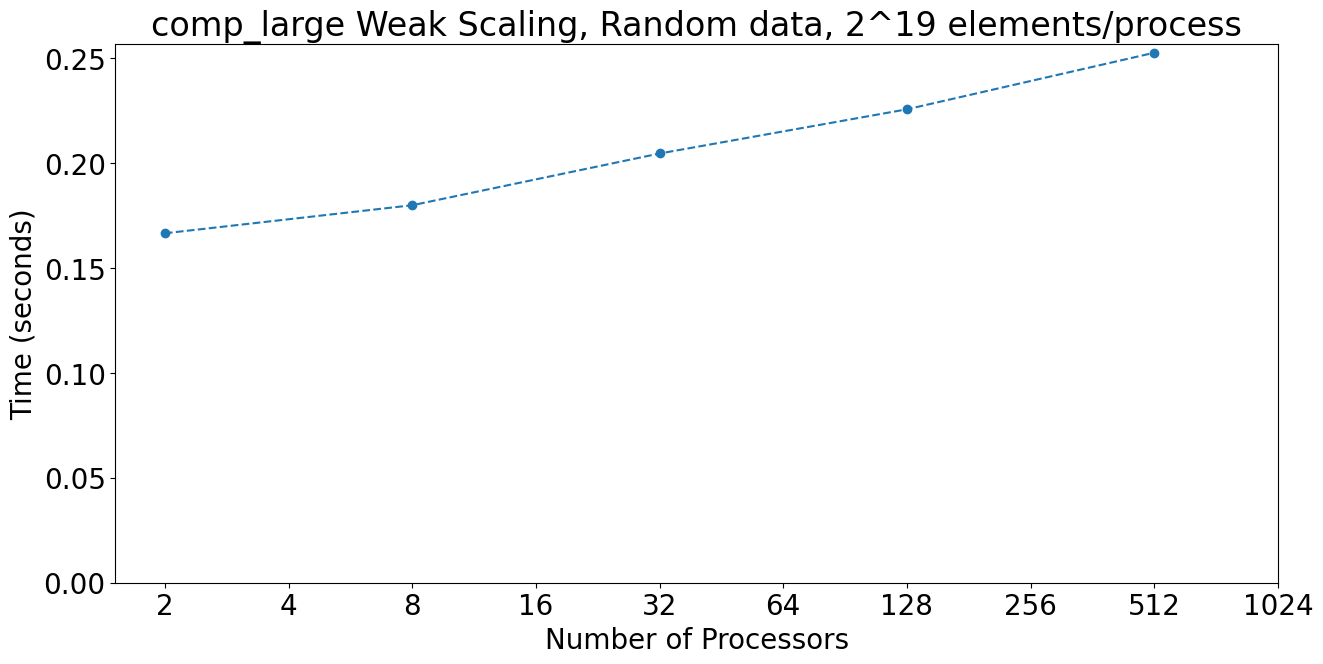 comp_large Weak Scaling, Random data, 2^19 elements/process
Time (seconds)
0.25
0.20
0.15
0.10
0.05
0.00
2 4 8 16 32 64 128 256 512 1024
Number of Processors